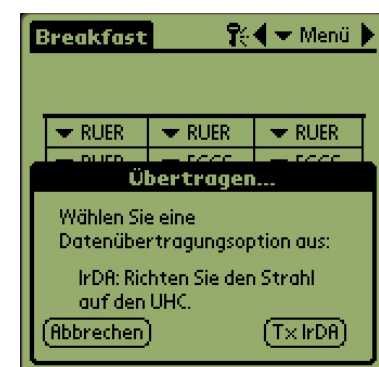 Breakfast Menü
RUER RUER RUER
Übertragen...
Wählen Sie eine
Datenübertragungsoption aus:
IrDA: Richten Sie den Strahl
auf den UHC.
Abbrechen Tx IrDA